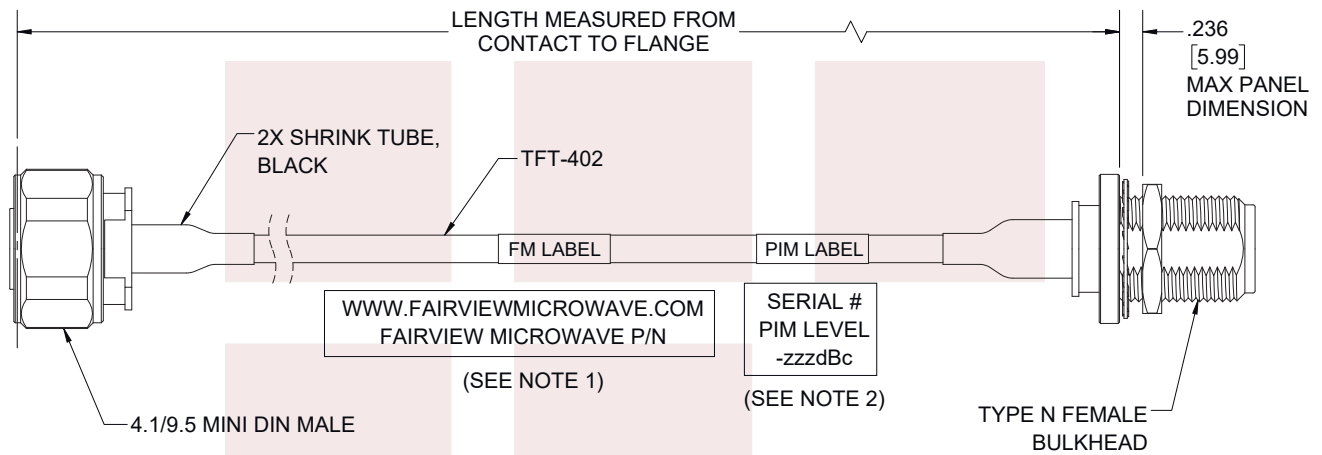 LENGTH MEASURED FROM
CONTACT TO FLANGE
.236
[5.99]
MAX PANEL
DIMENSION
2X SHRINK TUBE,
BLACK
TFT-402
FM LABEL
PIM LABEL
WWW.FAIRVIEWMICROWAVE.COM
FAIRVIEW MICROWAVE P/N
(SEE NOTE 1)
SERIAL #
PIM LEVEL
-zzzdBc
(SEE NOTE 2)
4.1/9.5 MINI DIN MALE
TYPE N FEMALE
BULKHEAD